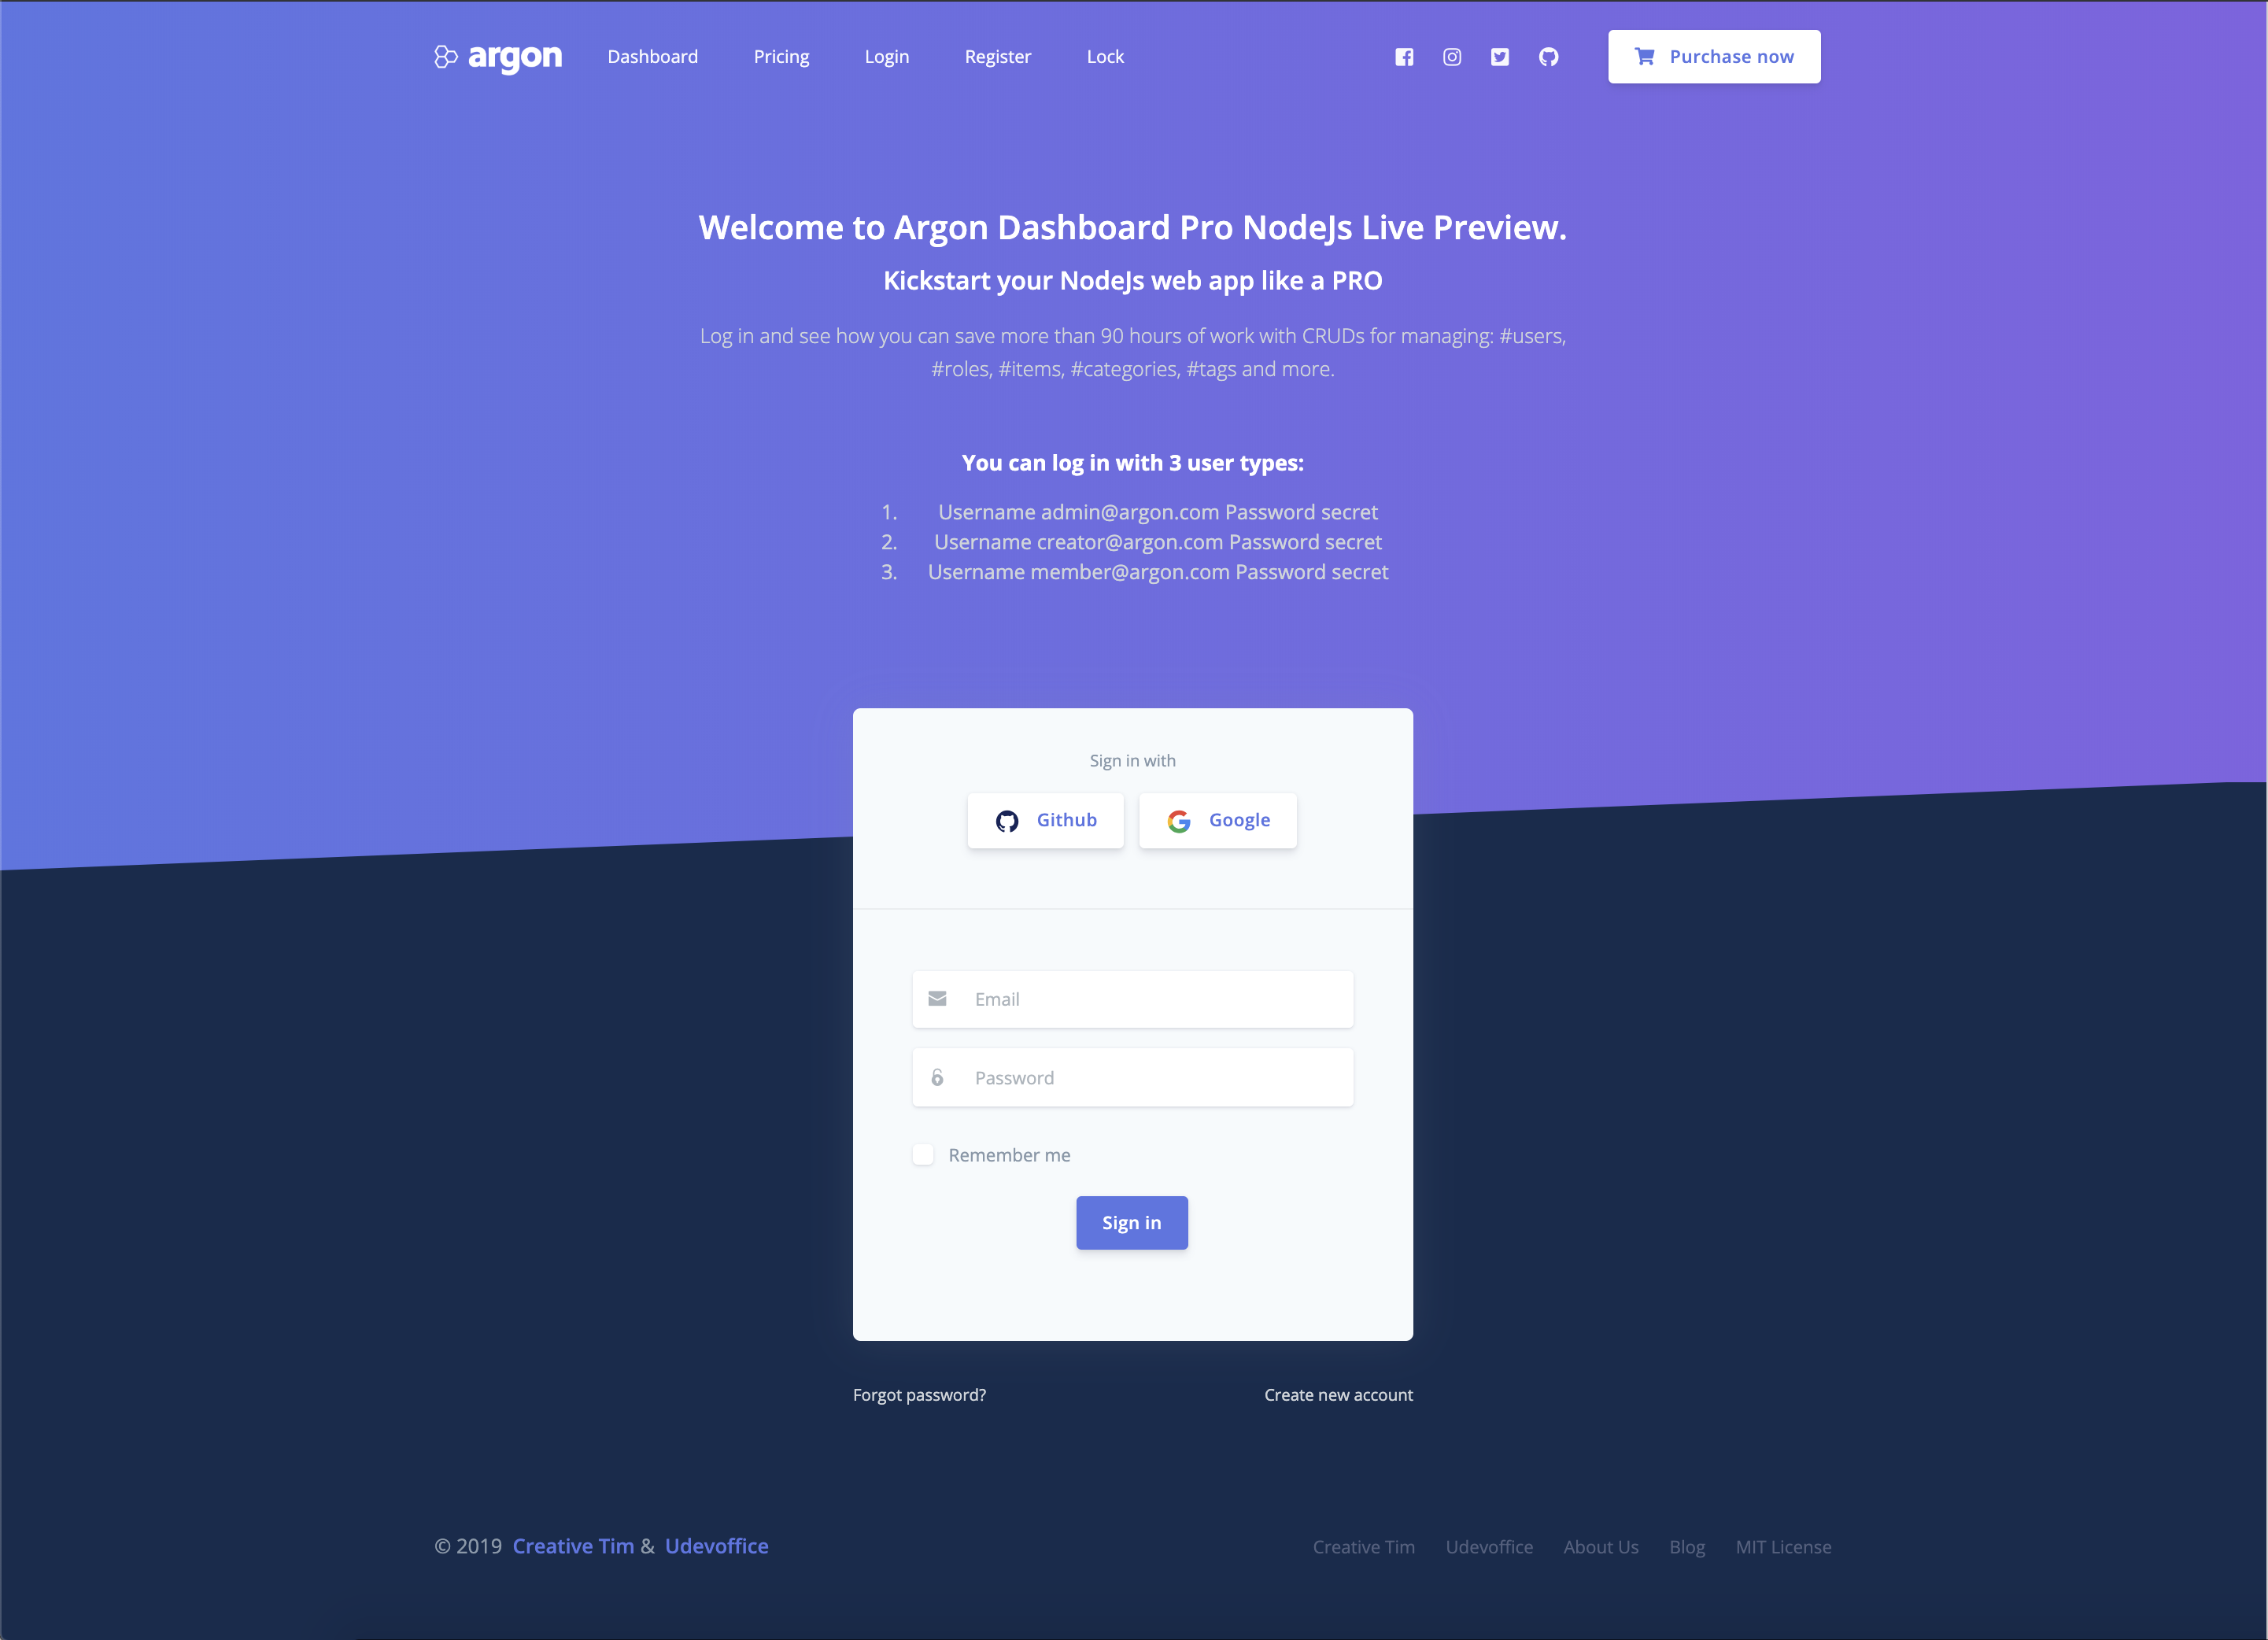 argon Dashboard Pricing Login Register Lock Purchase now
Welcome to Argon Dashboard Pro NodeJs Live Preview.
Kickstart your NodeJs web app like a PRO
Log in and see how you can save more than 90 hours of work with CRUDs for managing: #users,
#roles, #items, #categories, #tags and more.
You can log in with 3 user types:
1. Username admin@argon.com Password secret
2. Username creator@argon.com Password secret
3. Username member@argon.com Password secret
Sign in with
Github Google
Email
Password
Remember me
Sign in
Forgot password? Create new account
© 2019 Creative Tim & Udevoffice Creative Tim Udevoffice About Us Blog MIT License